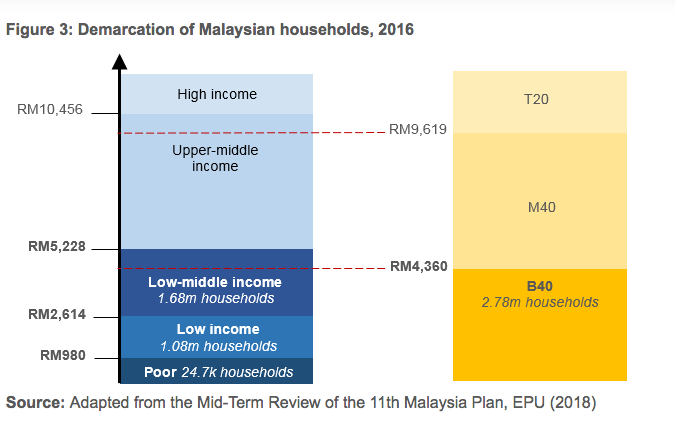 Figure 3: Demarcation of Malaysian households, 2016
High income
RM10,456
T20
RM9,619
Upper-middle
income
M40
RM5,228
RM4,360
Low-middle income
1.68m households
B40
2.78m households
RM2,614
Low income
1.08m households
RM980
Poor 24.7k households
Source: Adapted from the Mid-Term Review of the 11th Malaysia Plan, EPU (2018)